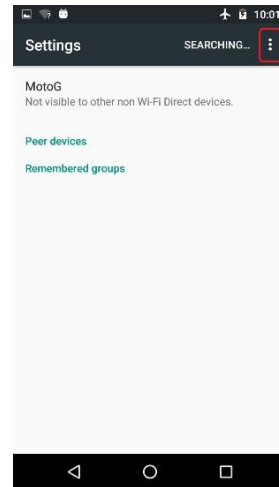 10:01
Settings
SEARCHING...
MotoG
Not visible to other non Wi-Fi Direct devices.
Peer devices
Remembered groups